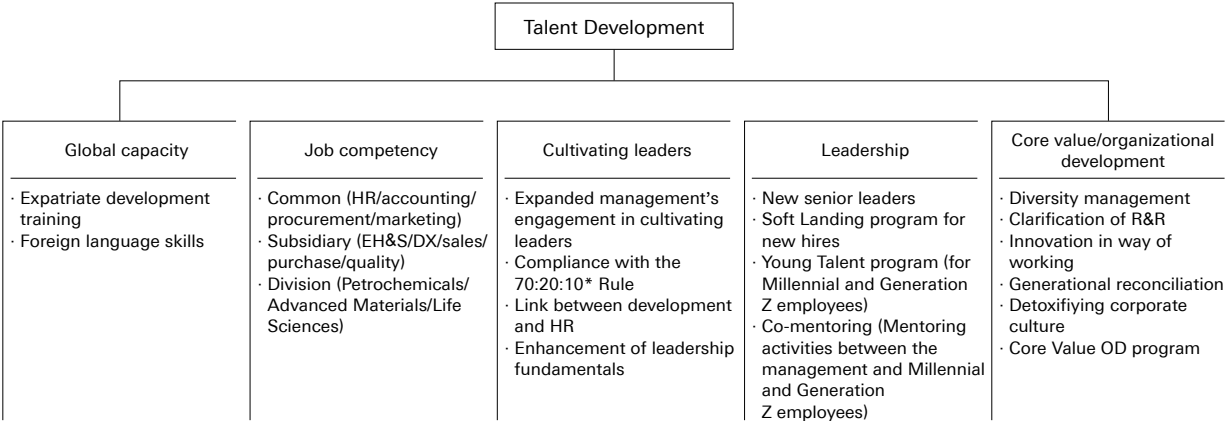 Talent Development
Global capacity
· Expatriate development
training
· Foreign language skills
Job competency
· Common (HR/accounting/
procurement/marketing)
· Subsidiary (EH&S/DX/sales/
purchase/quality)
· Division (Petrochemicals/
Advanced Materials/Life
Sciences)
Cultivating leaders
· Expanded management's
engagement in cultivating
leaders
· Compliance with the
70:20:10* Rule
· Link between development
and HR
· Enhancement of leadership
fundamentals
Leadership
· New senior leaders
· Soft Landing program for
new hires
· Young Talent program (for
Millennial and Generation
Z employees)
· Co-mentoring (Mentoring
activities between the
management and Millennial
and Generation
Z employees)
Core value/organizational
development
· Diversity management
· Clarification of R&R
· Innovation in way of
working
· Generational reconciliation
· Detoxifiying corporate
culture
· Core Value OD program